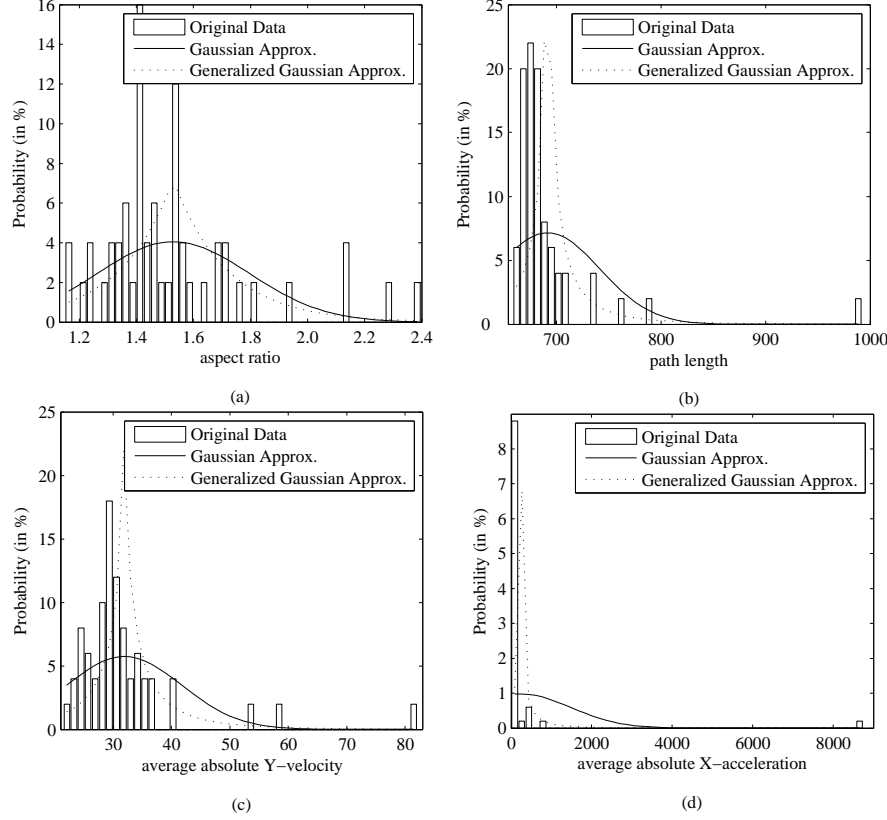 16
14
12
10
8
6
4
2
0
Probability (in %)
Original Data
Gaussian Approx.
Generalized Gaussian Approx.
1.2 1.4 1.6 1.8 2.0 2.2 2.4
aspect ratio
(a)
25
20
15
10
5
0
Probability (in %)
Original Data
Gaussian Approx.
Generalized Gaussian Approx.
700 800 900 1000
path length
(b)
25
20
15
10
5
0
Probability (in %)
Original Data
Gaussian Approx.
Generalized Gaussian Approx.
30 40 50 60 70 80
average absolute Y−velocity
(c)
8
7
6
5
4
3
2
1
0
Probability (in %)
Original Data
Gaussian Approx.
Generalized Gaussian Approx.
0 2000 4000 6000 8000
average absolute X−acceleration
(d)